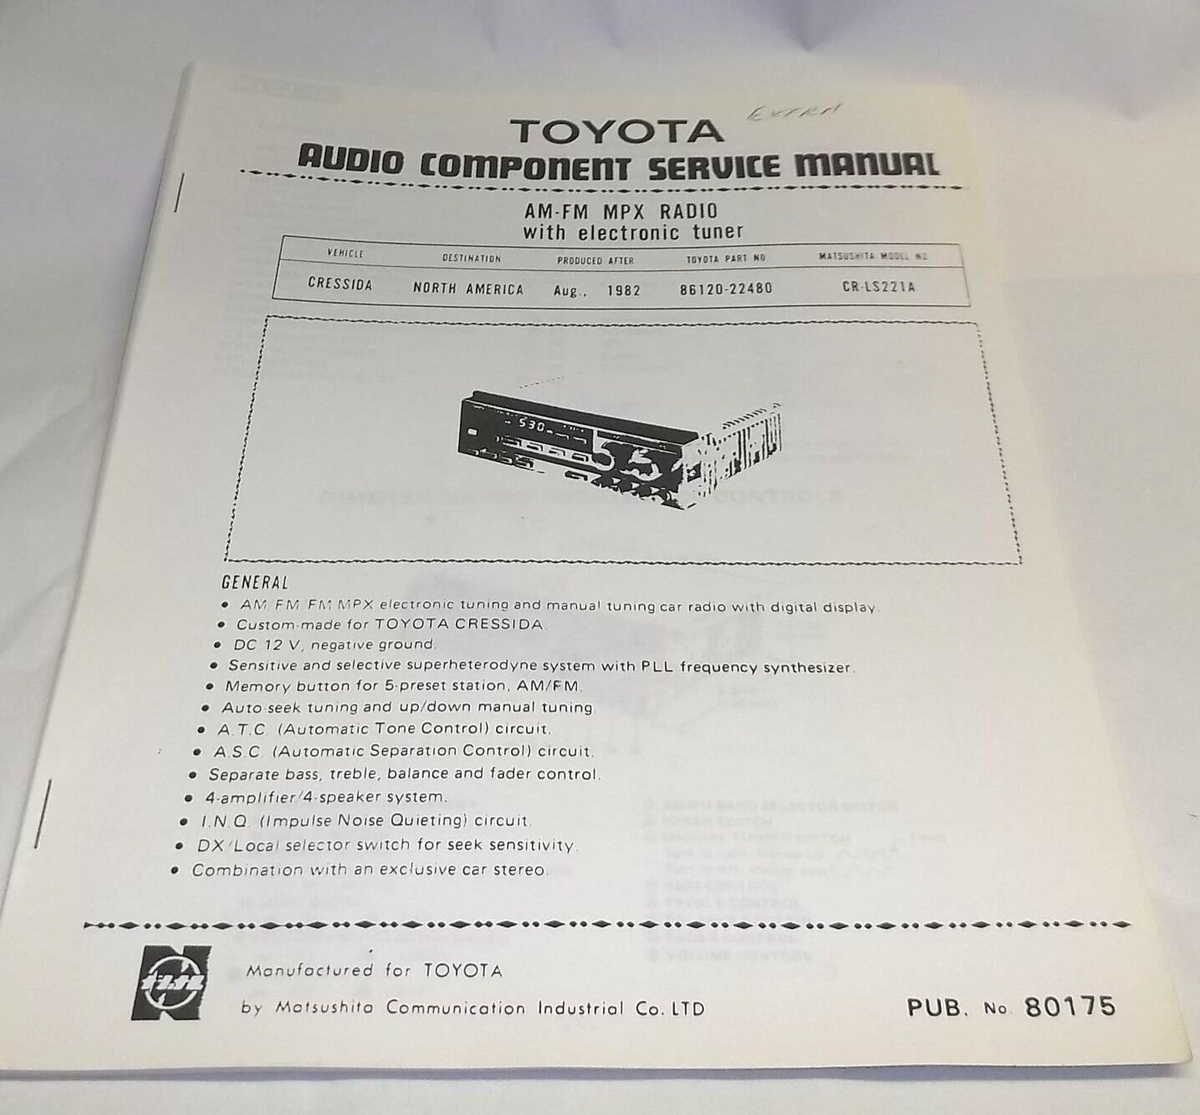 EXTRA
TOYOTA
AUDIO COMPONENT SERVICE MANUAL
AM-FM MPX RADIO
with electronic tuner
VEHICLE DESTINATION PRODUCED AFTER TOYOTA PART NO MATSUSHITA MODEL NO
CRESSIDA NORTH AMERICA Aug., 1982 86120-22480 CR-LS221A
530
GENERAL
• AM FM/FM MPX electronic tuning and manual tuning car radio with digital display.
• Custom-made for TOYOTA CRESSIDA.
• DC 12 V, negative ground.
• Sensitive and selective superheterodyne system with PLL frequency synthesizer.
• Memory button for 5-preset station, AM/FM.
• Auto-seek tuning and up/down manual tuning.
• A.T.C. (Automatic Tone Control) circuit.
• A.S.C. (Automatic Separation Control) circuit.
• Separate bass, treble, balance and fader control.
• 4-amplifier/4-speaker system.
• I.N.Q. (Impulse Noise Quieting) circuit.
• DX/Local selector switch for seek sensitivity.
• Combination with an exclusive car stereo.
Manufactured for TOYOTA
by Matsushita Communication Industrial Co. LTD
PUB. No. 80175